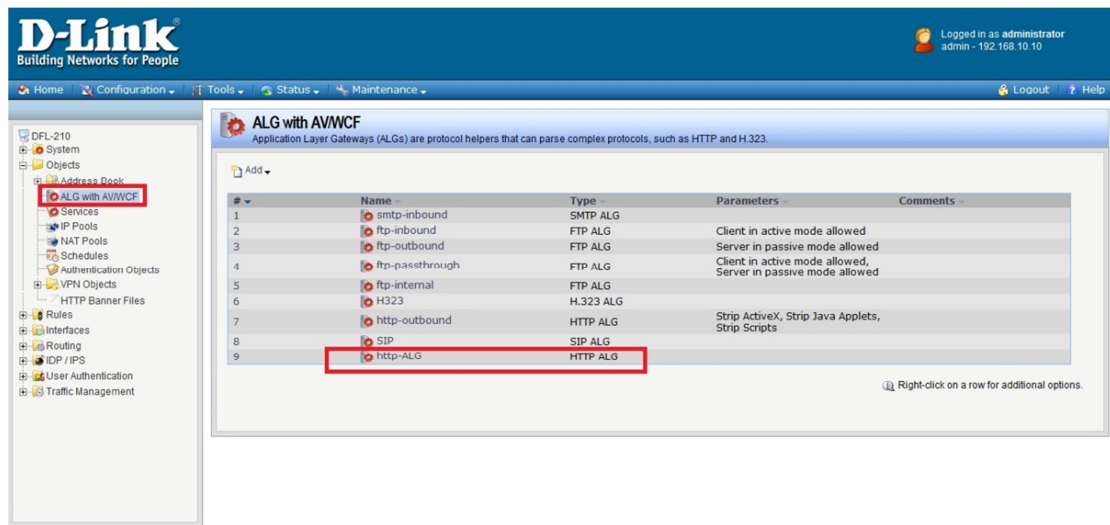 D-Link®
Building Networks for People
Logged in as administrator
admin - 192.168.10.10
Home Configuration Tools Status Maintenance Logout Help
DFL-210
System
Objects
Address Book
ALG with AV/WCF
Services
IP Pools
NAT Pools
Schedules
Authentication Objects
VPN Objects
HTTP Banner Files
Rules
Interfaces
Routing
IDP / IPS
User Authentication
Traffic Management
ALG with AV/WCF
Application Layer Gateways (ALGs) are protocol helpers that can parse complex protocols, such as HTTP and H.323.
Add
# Name Type Parameters Comments
1 smtp-inbound SMTP ALG
2 ftp-inbound FTP ALG Client in active mode allowed
3 ftp-outbound FTP ALG Server in passive mode allowed
4 ftp-passthrough FTP ALG Client in active mode allowed,
Server in passive mode allowed
5 ftp-internal FTP ALG
6 H323 H.323 ALG
7 http-outbound HTTP ALG Strip ActiveX, Strip Java Applets,
Strip Scripts
8 SIP SIP ALG
9 http-ALG HTTP ALG
Right-click on a row for additional options.